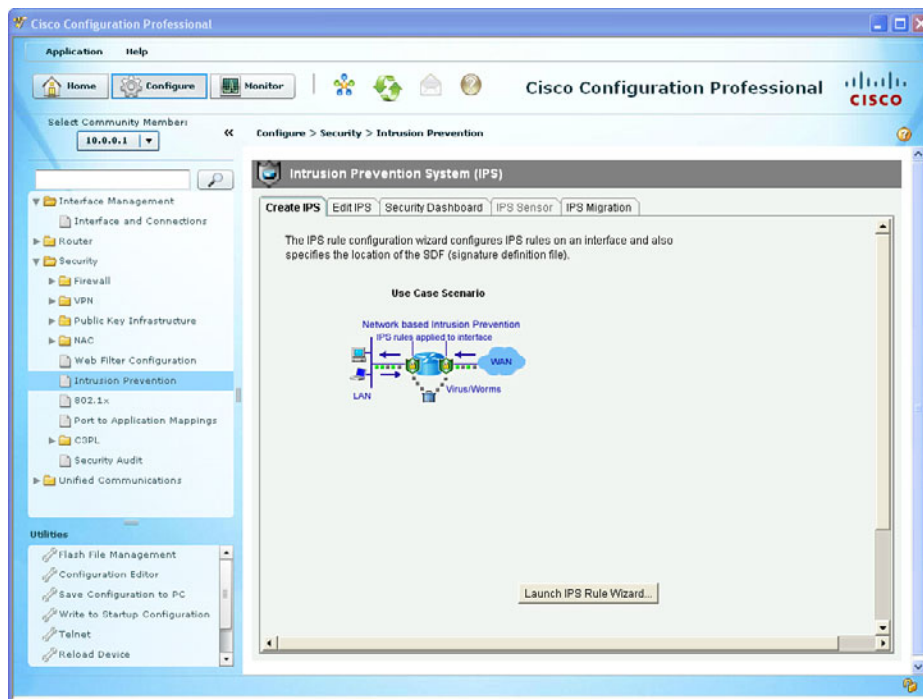 Cisco Configuration Professional
Application Help
Home Configure Monitor
Cisco Configuration Professional
CISCO
Select Community Member:
10.0.0.1
«
Configure > Security > Intrusion Prevention
Interface Management
Interface and Connections
Router
Security
Firewall
VPN
Public Key Infrastructure
NAC
Web Filter Configuration
Intrusion Prevention
802.1x
Port to Application Mappings
C3PL
Security Audit
Unified Communications
Utilities
Flash File Management
Configuration Editor
Save Configuration to PC
Write to Startup Configuration
Telnet
Reload Device
Intrusion Prevention System (IPS)
Create IPS Edit IPS Security Dashboard IPS Sensor IPS Migration
The IPS rule configuration wizard configures IPS rules on an interface and also
specifies the location of the SDF (signature definition file).
Use Case Scenario
Network based Intrusion Prevention
IPS rules applied to interface
WAN
LAN
Virus/Worms
Launch IPS Rule Wizard...